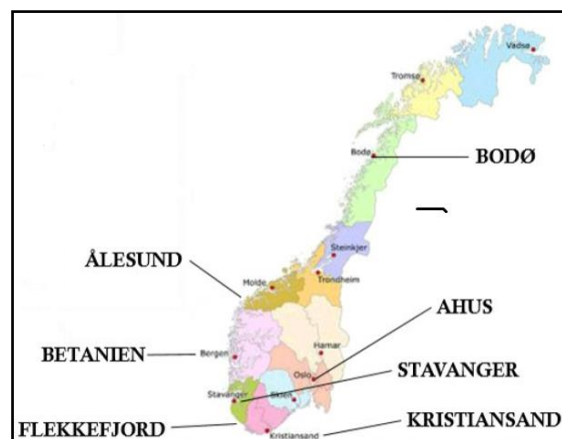 Vadsø
Tromsø
Bodø
BODØ
Steinkjer
ÅLESUND
Molde
Trondheim
AHUS
BETANIEN
Bergen
Hamar
Oslo
STAVANGER
Stavanger
Skien
FLEKKEFJORD
Kristiansand
KRISTIANSAND